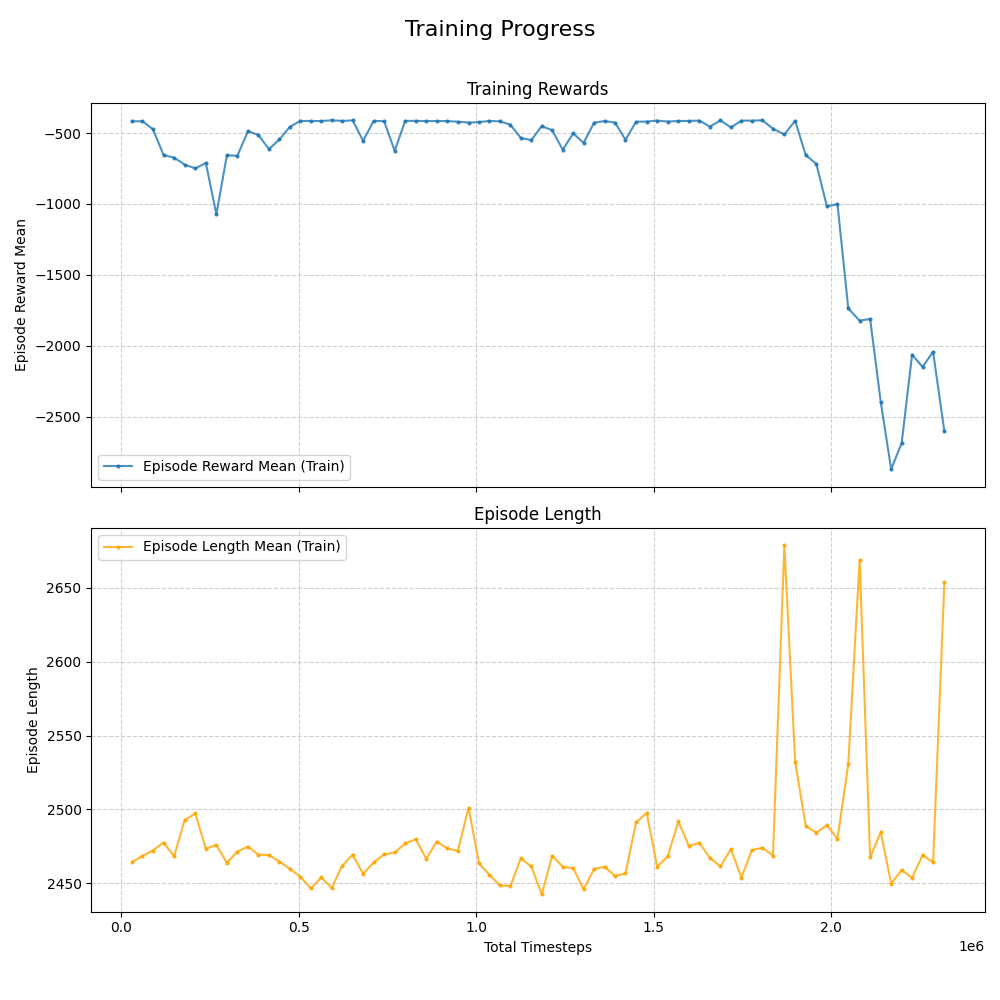 Training Progress
Training Rewards
−500
−1000
−1500
−2000
−2500
Episode Reward Mean
Episode Reward Mean (Train)
Episode Length
Episode Length Mean (Train)
2650
2600
2550
2500
2450
Episode Length
0.0 0.5 1.0 1.5 2.0
Total Timesteps
1e6